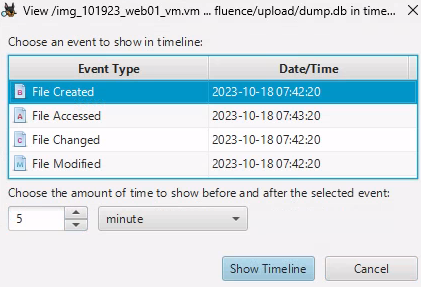 View /img_101923_web01_vm.vm ... fluence/upload/dump.db in time...
Choose an event to show in timeline:
Event Type Date/Time
B File Created 2023-10-18 07:42:20
A File Accessed 2023-10-18 07:43:20
C File Changed 2023-10-18 07:42:20
M File Modified 2023-10-18 07:42:20
Choose the amount of time to show before and after the selected event:
5 minute
Show Timeline Cancel